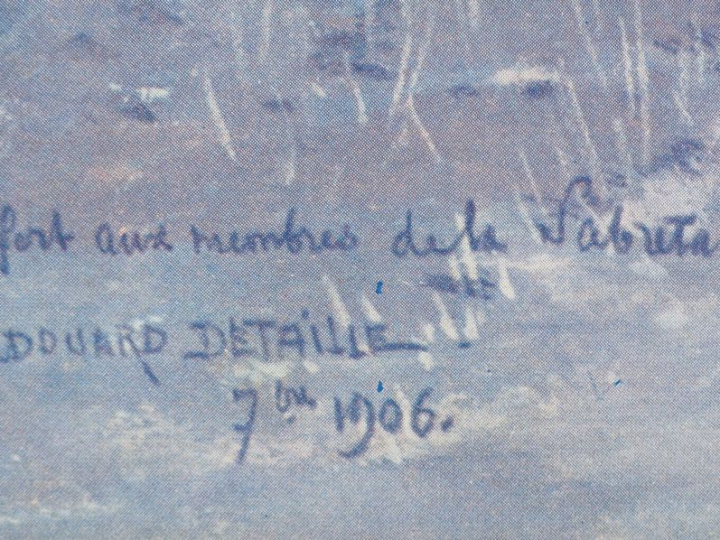 fort aux membres de la Sabreta
DOUARD DETAILLE
7bre 1906.